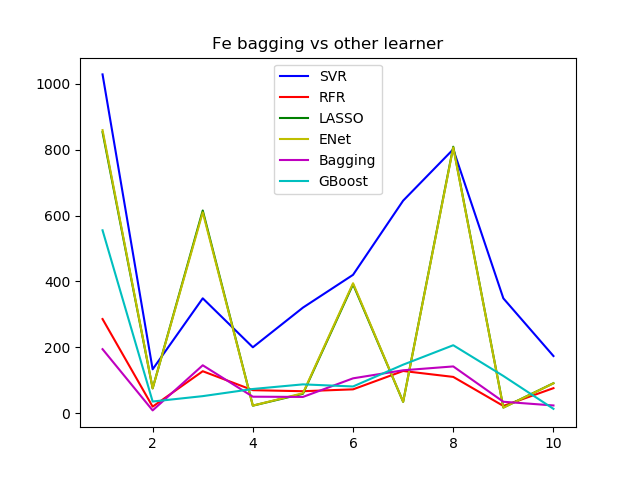 Fe bagging vs other learner
SVR
RFR
LASSO
ENet
Bagging
GBoost
1000
800
600
400
200
0
2 4 6 8 10